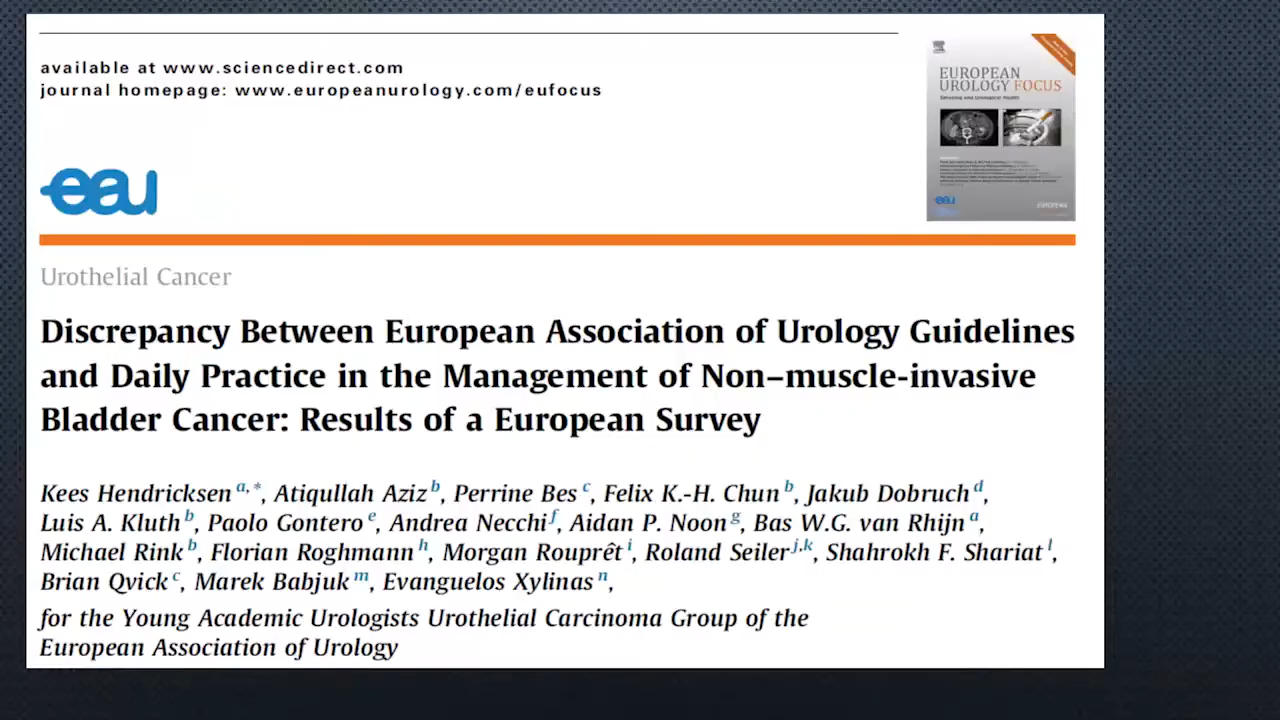 available at www.sciencedirect.com
journal homepage: www.europeanurology.com/eufocus
EUROPEAN
UROLOGY FOCUS
eau
eau
Urothelial Cancer
Discrepancy Between European Association of Urology Guidelines
and Daily Practice in the Management of Non–muscle-invasive
Bladder Cancer: Results of a European Survey
Kees Hendricksen a,*, Atiqullah Aziz b, Perrine Bes c, Felix K.-H. Chun b, Jakub Dobruch d,
Luis A. Kluth b, Paolo Gontero e, Andrea Necchi f, Aidan P. Noon g, Bas W.G. van Rhijn a,
Michael Rink b, Florian Roghmann h, Morgan Rouprêt i, Roland Seiler j,k, Shahrokh F. Shariat l,
Brian Qvick c, Marek Babjuk m, Evanguelos Xylinas n,
for the Young Academic Urologists Urothelial Carcinoma Group of the
European Association of Urology